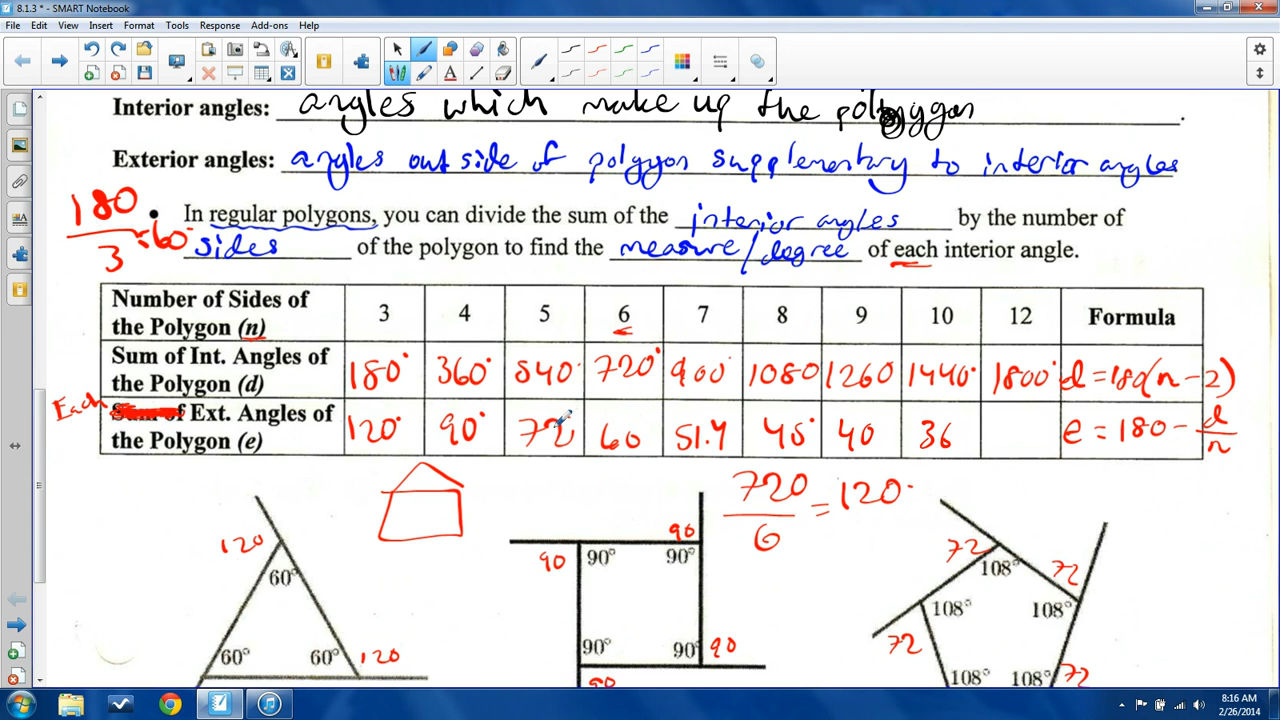 8.1.3 * - SMART Notebook
File Edit View Insert Format Tools Response Add-ons Help
Interior angles: angles which make up the polygon .
Exterior angles: angles outside of polygon supplementary to interior angles
180
3
=60°
• In regular polygons, you can divide the sum of the interior angles by the number of
sides of the polygon to find the measure/degree of each interior angle.
Number of Sides of the Polygon (n) 3 4 5 6 7 8 9 10 12 Formula
Sum of Int. Angles of the Polygon (d) 180° 360° 540° 720° 900° 1080 1260 1440° 1800° d = 180(n - 2)
Each Ext. Angles of the Polygon (e) 120° 90° 72 60 51.4 45° 40 36 e = 180 - d/n
720
6
= 120°
120
60°
60°
60°
120
90
90
90°
90°
90°
90°
90
90
72
72
108°
108°
108°
72
108°
108°
72
8:16 AM
2/26/2014